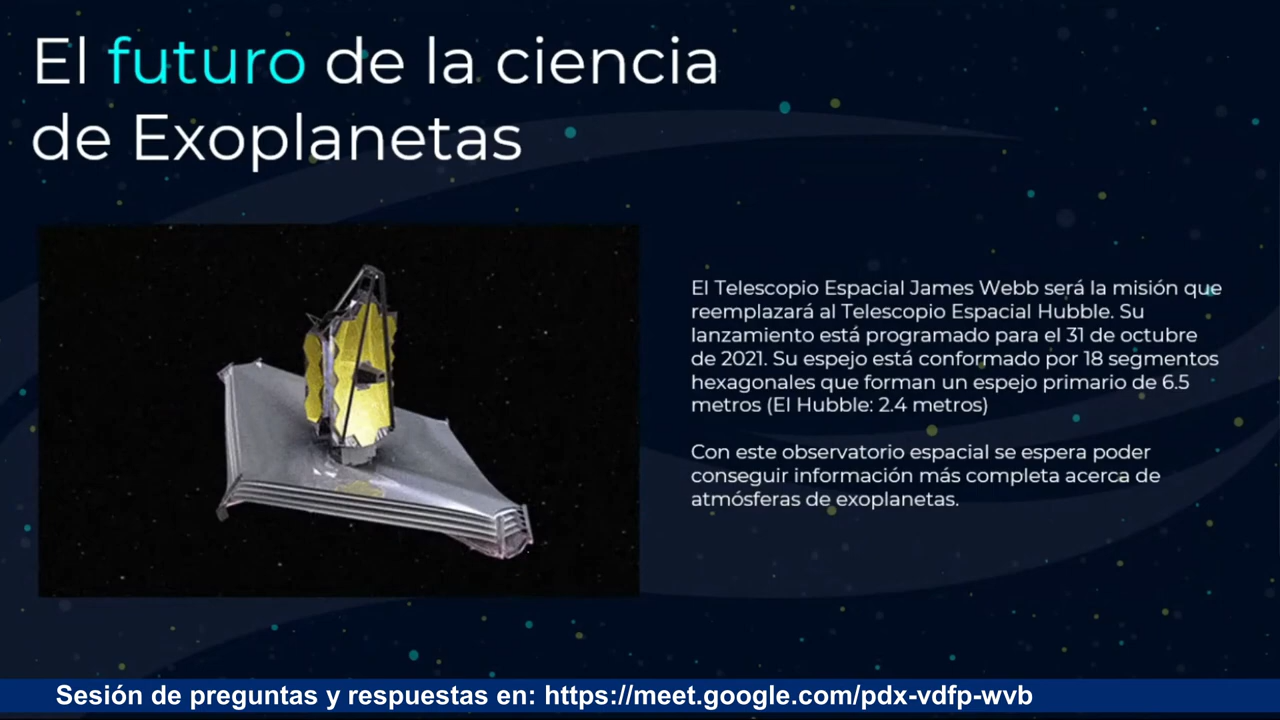 El futuro de la ciencia
de Exoplanetas
El Telescopio Espacial James Webb será la misión que
reemplazará al Telescopio Espacial Hubble. Su
lanzamiento está programado para el 31 de octubre
de 2021. Su espejo está conformado por 18 segmentos
hexagonales que forman un espejo primario de 6.5
metros (El Hubble: 2.4 metros)
Con este observatorio espacial se espera poder
conseguir información más completa acerca de
atmósferas de exoplanetas.
Sesión de preguntas y respuestas en: https://meet.google.com/pdx-vdfp-wvb